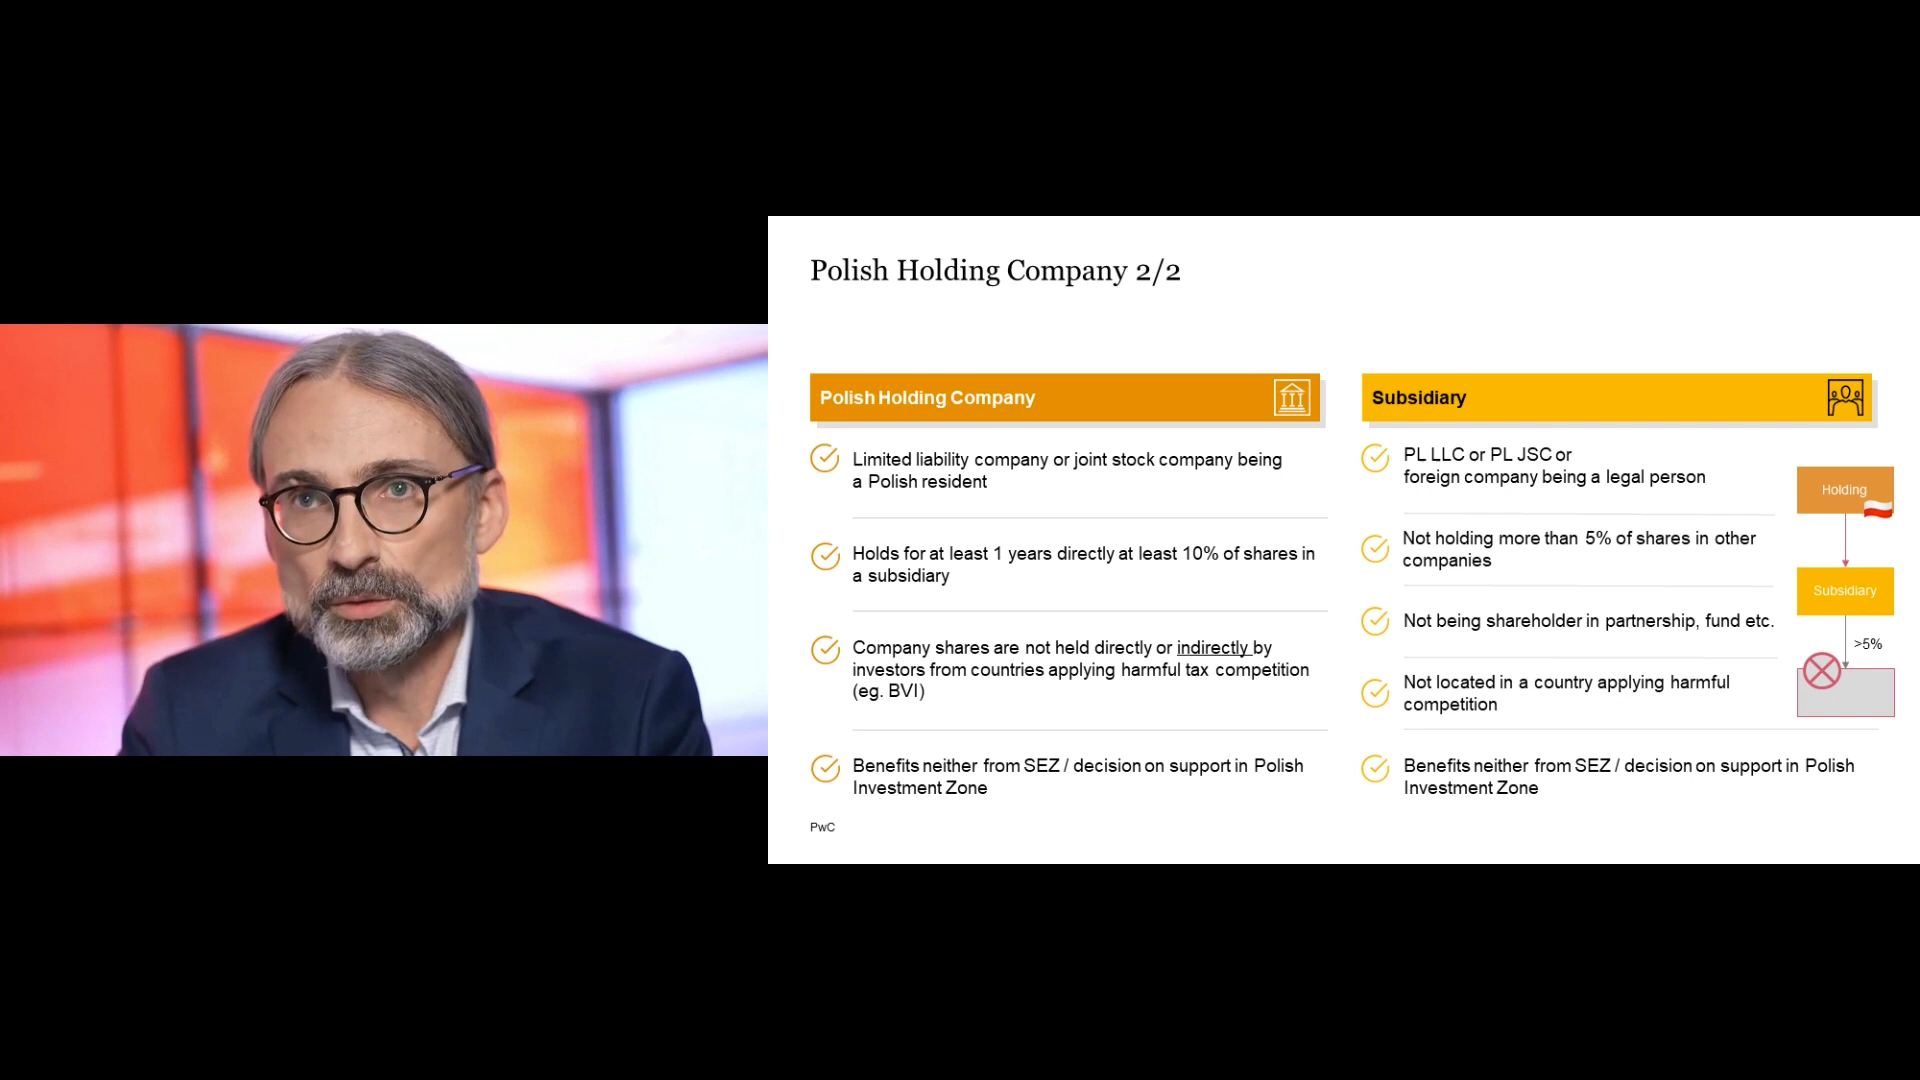 Polish Holding Company 2/2
Polish Holding Company
Limited liability company or joint stock company being
a Polish resident
Holds for at least 1 years directly at least 10% of shares in
a subsidiary
Company shares are not held directly or indirectly by
investors from countries applying harmful tax competition
(eg. BVI)
Benefits neither from SEZ / decision on support in Polish
Investment Zone
Subsidiary
PL LLC or PL JSC or
foreign company being a legal person
Not holding more than 5% of shares in other
companies
Not being shareholder in partnership, fund etc.
Not located in a country applying harmful
competition
Benefits neither from SEZ / decision on support in Polish
Investment Zone
Holding
Subsidiary
>5%
PwC